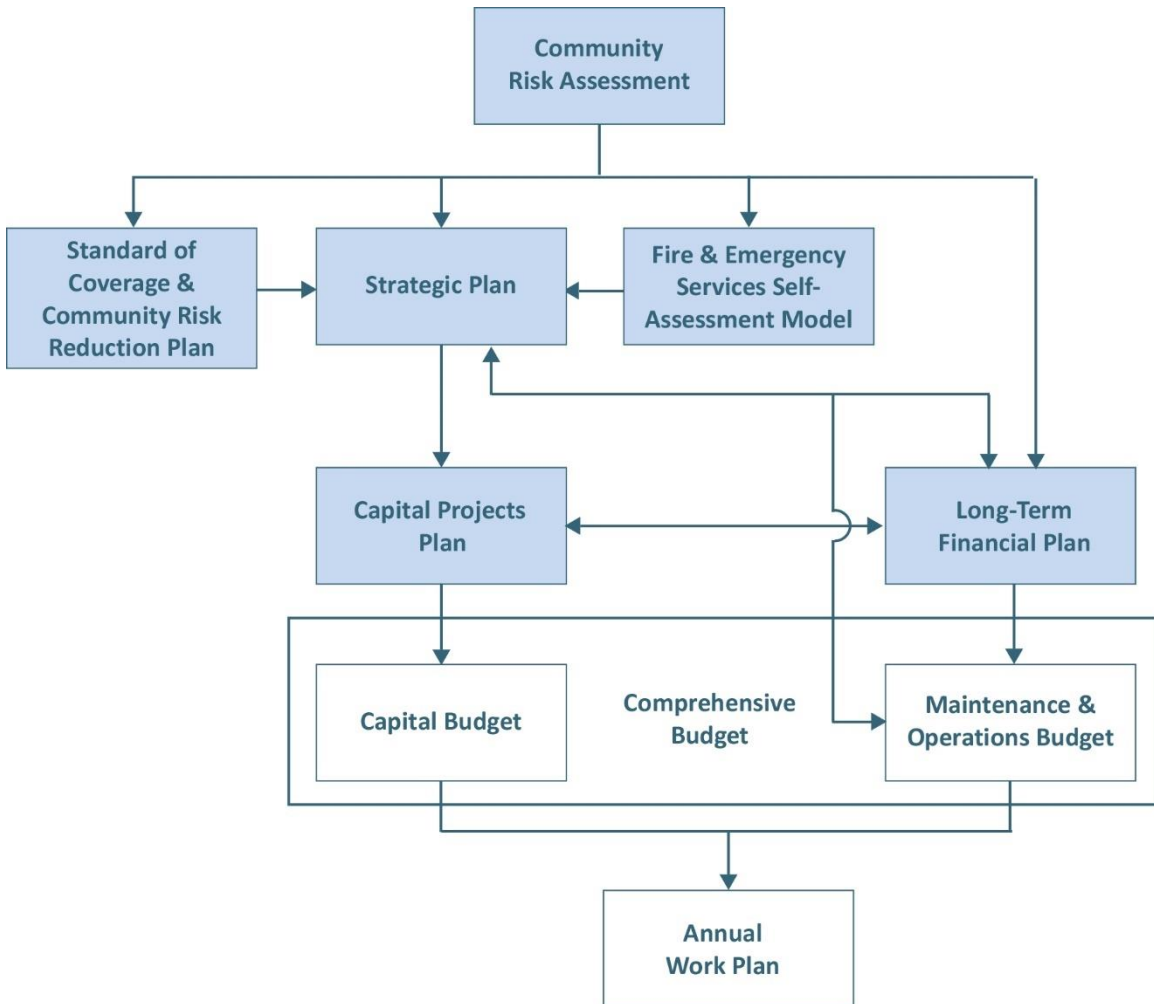 Community
Risk Assessment
Standard of
Coverage &
Community Risk
Reduction Plan
Strategic Plan
Fire & Emergency
Services Self-
Assessment Model
Capital Projects
Plan
Long-Term
Financial Plan
Capital Budget
Comprehensive
Budget
Maintenance &
Operations Budget
Annual
Work Plan